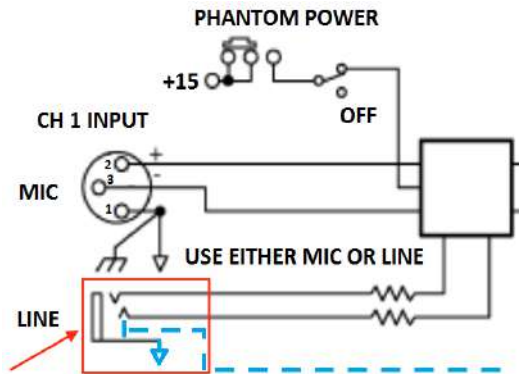 PHANTOM POWER
+15
OFF
CH 1 INPUT
2 +
3 -
MIC
1
USE EITHER MIC OR LINE
LINE